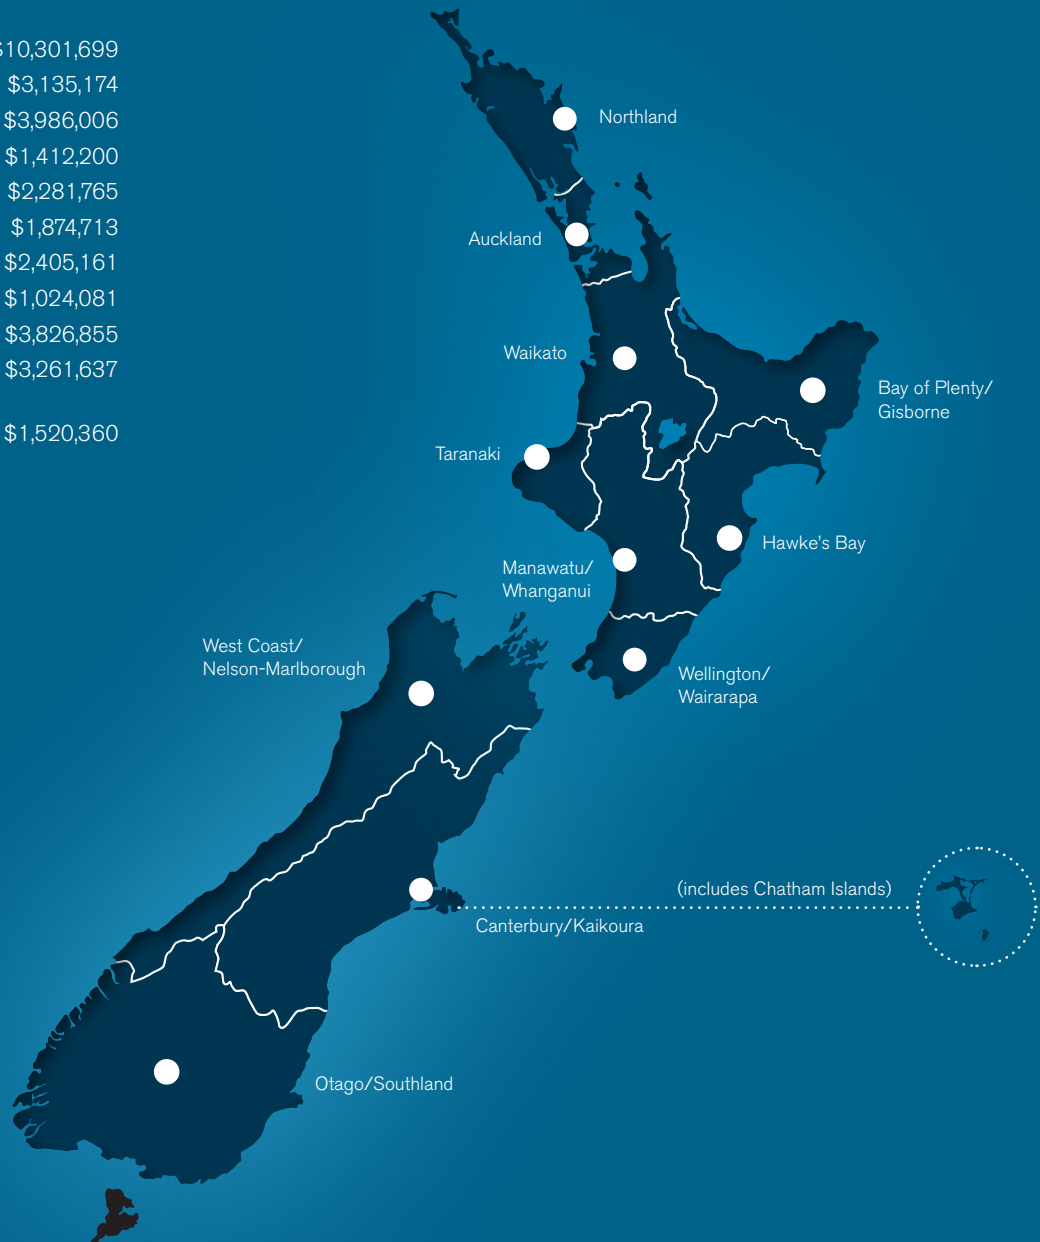 $10,301,699
$3,135,174
$3,986,006
$1,412,200
$2,281,765
$1,874,713
$2,405,161
$1,024,081
$3,826,855
$3,261,637
$1,520,360
Northland
Auckland
Waikato
Bay of Plenty/
Gisborne
Taranaki
Hawke's Bay
Manawatu/
Whanganui
West Coast/
Nelson-Marlborough
Wellington/
Wairarapa
(includes Chatham Islands)
Canterbury/Kaikoura
Otago/Southland